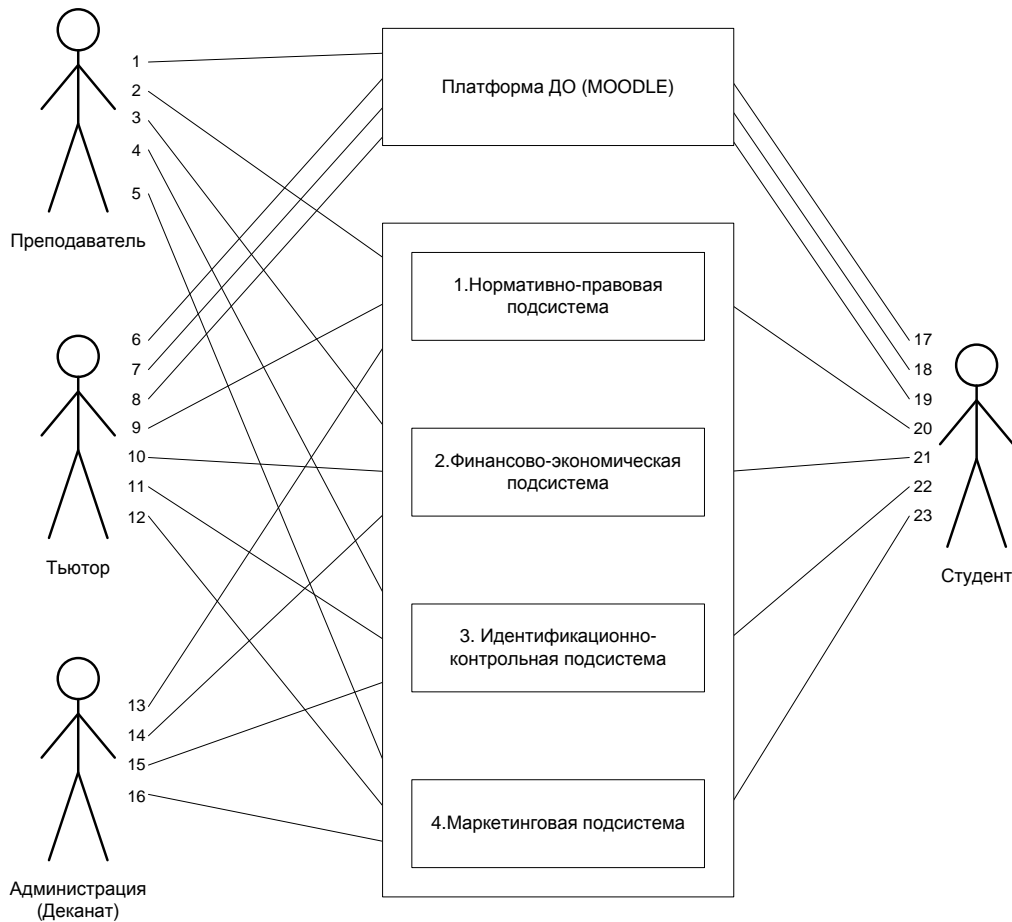 1
2
3
4
5
Преподаватель
Платформа ДО (MOODLE)
1.Нормативно-правовая
подсистема
2.Финансово-экономическая
подсистема
3. Идентификационно-
контрольная подсистема
4.Маркетинговая подсистема
6
7
8
9
10
11
12
Тьютор
13
14
15
16
Администрация
(Деканат)
17
18
19
20
21
22
23
Студент